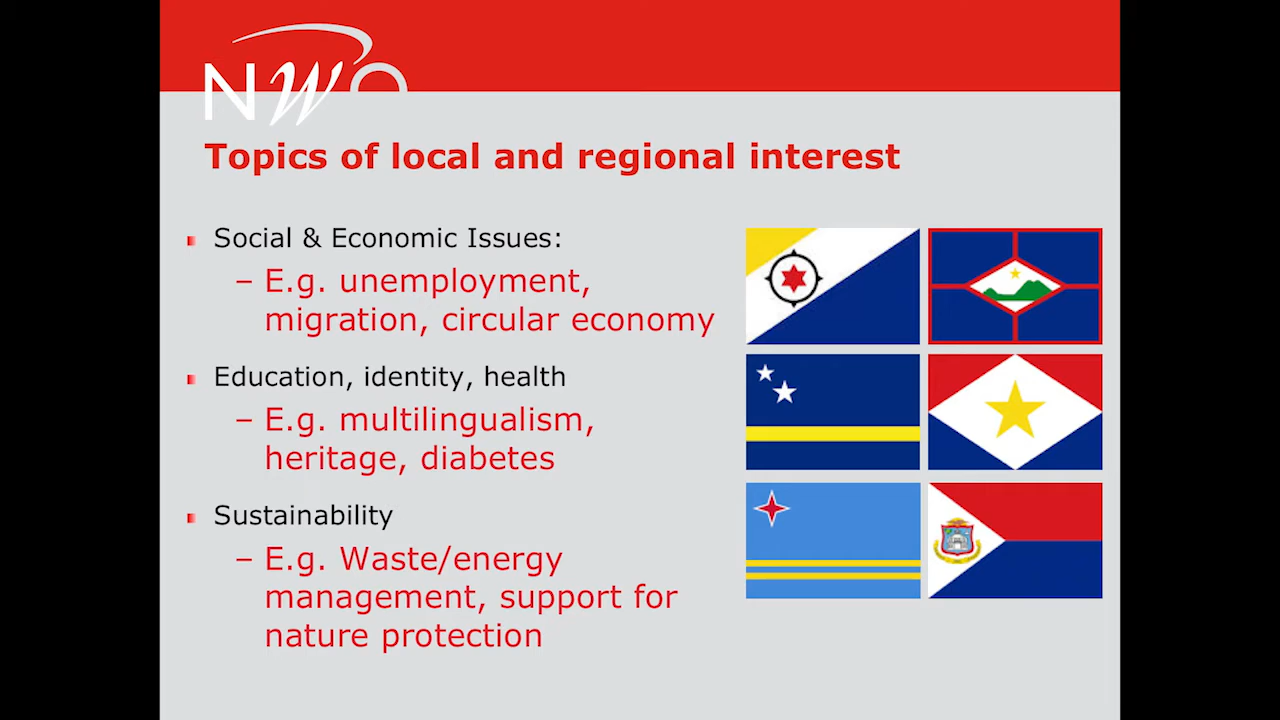 NWO
Topics of local and regional interest
Social & Economic Issues:
– E.g. unemployment,
migration, circular economy
Education, identity, health
– E.g. multilingualism,
heritage, diabetes
Sustainability
– E.g. Waste/energy
management, support for
nature protection